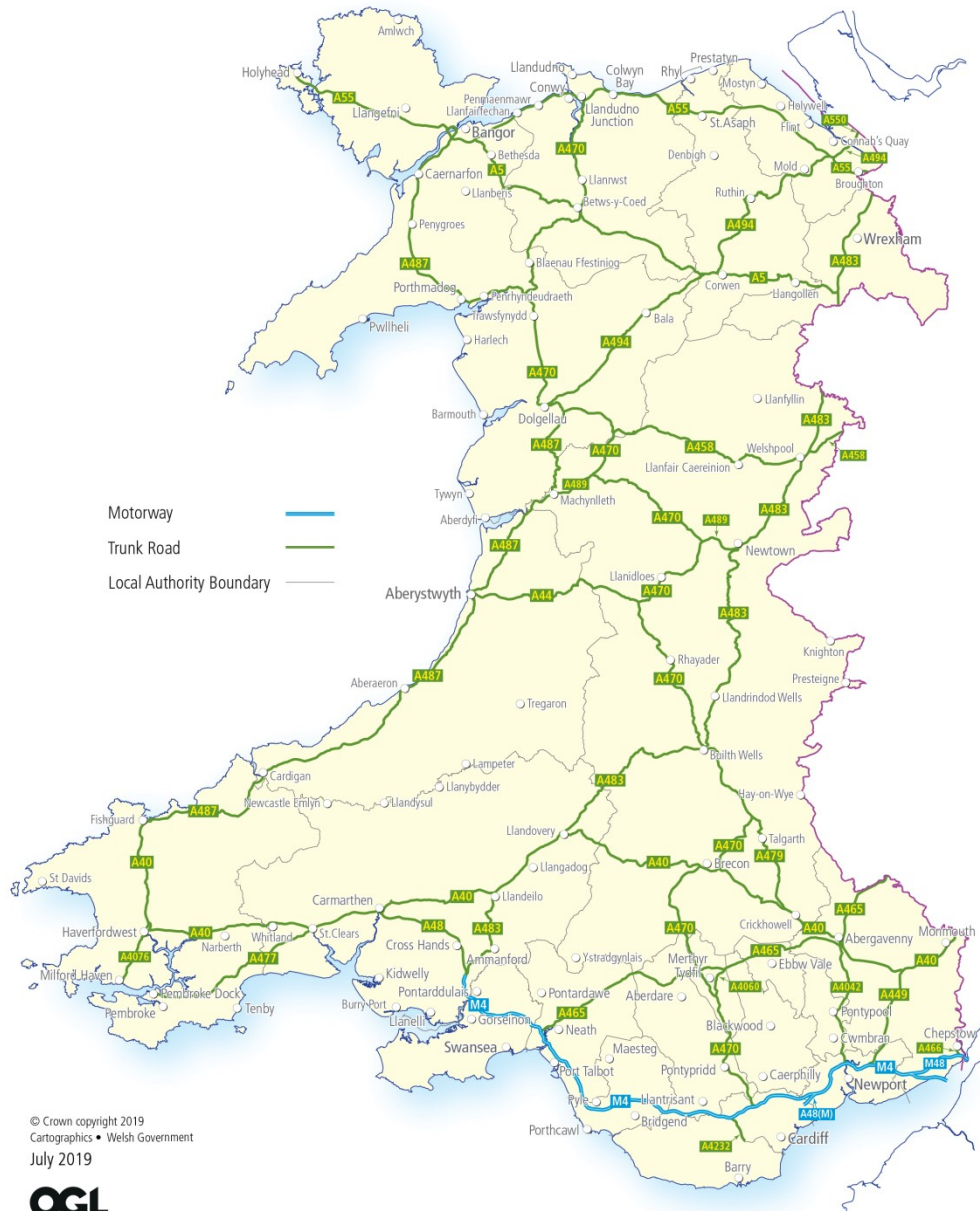 Amlwch
Holyhead
A55
Llangefni
Llandudno
Colwyn
Bay
Rhyl
Prestatyn
Mostyn
Conwy
Penmaenmawr
Llanfairfechan
Llandudno
Junction
A55
Holywell
A550
St.Asaph
Flint
Connah's Quay
Bangor
A470
Bethesda
Denbigh
Mold
A55
A494
Caernarfon
A5
Llanrwst
Broughton
Llanberis
Ruthin
Betws-y-Coed
Penygroes
A494
Wrexham
A487
Blaenau Ffestiniog
A483
Corwen
A5
Llangollen
Porthmadog
Penrhyndeudraeth
Trawsfynydd
Bala
Pwllheli
Harlech
A494
A470
Llanfyllin
Barmouth
Dolgellau
A483
A487
A470
A458
Welshpool
A458
Llanfair Caereinion
A489
Tywyn
Machynlleth
A483
Motorway
Aberdyfi
A470
A489
Trunk Road
A487
Newtown
Local Authority Boundary
Llanidloes
Aberystwyth
A44
A470
A483
Knighton
Rhayader
A487
A470
Presteigne
Aberaeron
Llandrindod Wells
Tregaron
Builth Wells
Lampeter
Cardigan
A483
Llanybydder
Newcastle Emlyn
Llandysul
Hay-on-Wye
A487
Fishguard
Llandovery
Talgarth
A470
A479
A40
A40
Brecon
Llangadog
St Davids
A40
Llandeilo
A465
Carmarthen
Crickhowell
A40
Haverfordwest
A40
Whitland
St.Clears
A48
A483
A470
Abergavenny
Monmouth
Narberth
Cross Hands
A465
A4076
A477
Ammanford
Ystradgynlais
Merthyr
Tydfil
Ebbw Vale
A40
Milford Haven
Kidwelly
A4060
A4042
A449
Pembroke Dock
Pontarddulais
Pontardawe
Aberdare
Pembroke
Tenby
Burry Port
M4
A465
Pontypool
Llanelli
Gorseinon
Neath
Blackwood
Chepstow
Cwmbran
A466
Swansea
Maesteg
A470
M48
Port Talbot
Pontypridd
Caerphilly
M4
Newport
Pyle
M4
Llantrisant
A48(M)
Bridgend
© Crown copyright 2019
Porthcawl
Cardiff
Cartographics • Welsh Government
A4232
July 2019
Barry
OGL